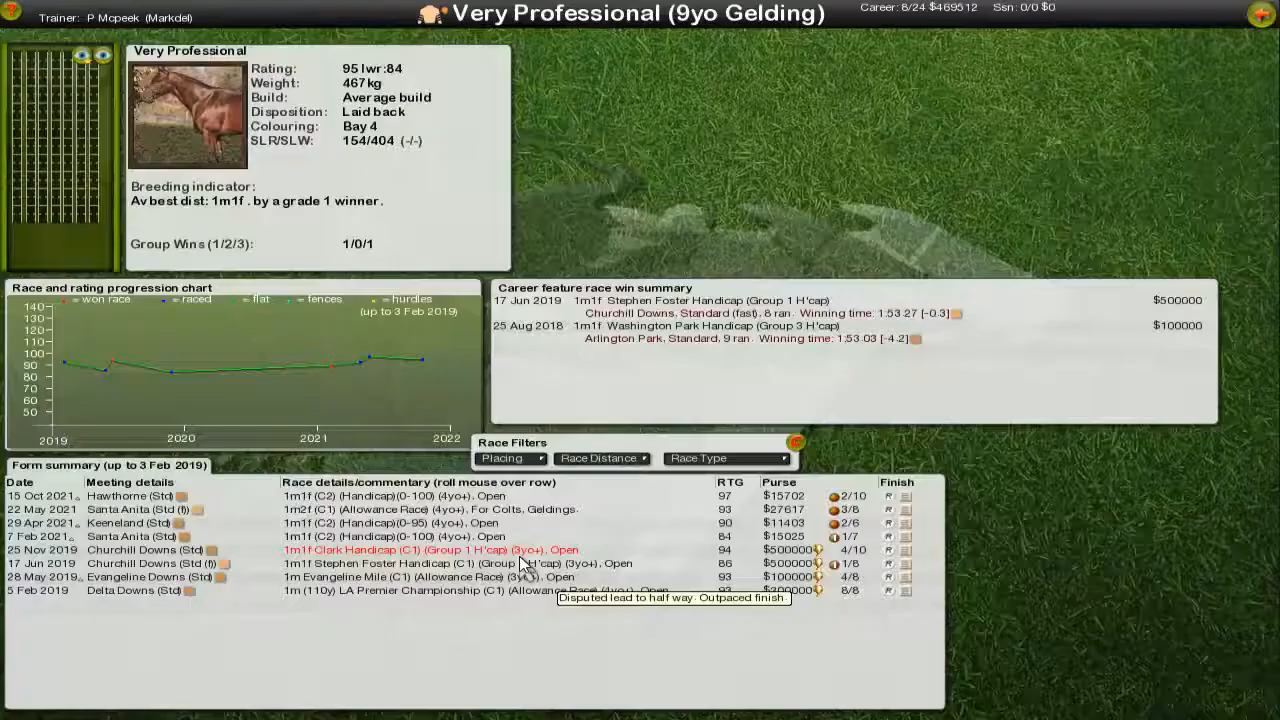 Trainer: P Mcpeek (Markdel)
Very Professional (9yo Gelding)
Career: 8/24 $469512 Ssn: 0/0 $0
Very Professional
Rating: 95 lwr:84
Weight: 467kg
Build: Average build
Disposition: Laid back
Colouring: Bay 4
SLR/SLW: 154/404 (-/-)
Breeding indicator:
Av best dist: 1m1f . by a grade 1 winner.
Group Wins (1/2/3): 1/0/1
Race and rating progression chart
= won race = raced = flat = fences = hurdles
(up to 3 Feb 2019)
140
130
120
110
100
90
80
70
60
50
2019 2020 2021 2022
Career feature race win summary
17 Jun 2019 1m1f Stephen Foster Handicap (Group 1 H'cap) $500000
Churchill Downs, Standard (fast), 8 ran. Winning time: 1:53.27 [-0.3]
25 Aug 2018 1m1f Washington Park Handicap (Group 3 H'cap) $100000
Arlington Park, Standard, 9 ran. Winning time: 1:53.03 [-4.2]
Race Filters
Placing Race Distance Race Type
Form summary (up to 3 Feb 2019)
Date Meeting details Race details/commentary (roll mouse over row) RTG Purse Finish
15 Oct 2021 Hawthorne (Std) 1m1f (C2) (Handicap)(0-100) (4yo+), Open 97 $15702 2/10 R
22 May 2021 Santa Anita (Std (f)) 1m2f (C1) (Allowance Race) (4yo+), For Colts, Geldings. 93 $27617 3/8 R
29 Apr 2021 Keeneland (Std) 1m1f (C2) (Handicap)(0-95) (4yo+), Open 90 $11403 2/6 R
7 Feb 2021 Santa Anita (Std) 1m1f (C2) (Handicap)(0-100) (4yo+), Open 84 $15025 1/7 R
25 Nov 2019 Churchill Downs (Std) 1m1f Clark Handicap (C1) (Group 1 H'cap) (3yo+), Open 94 $500000 4/10 R
17 Jun 2019 Churchill Downs (Std (f)) 1m1f Stephen Foster Handicap (C1) (Group H'cap) (3yo+), Open 86 $500000 1/8 R
28 May 2019 Evangeline Downs (Std) 1m Evangeline Mile (C1) (Allowance Race) (3yo+), Open 93 $100000 4/8 R
5 Feb 2019 Delta Downs (Std) 1m (110y) LA Premier Championship (C1) (Allowance Race) (4yo+), Open 93 $200000 8/8 R
Disputed lead to half way. Outpaced finish.